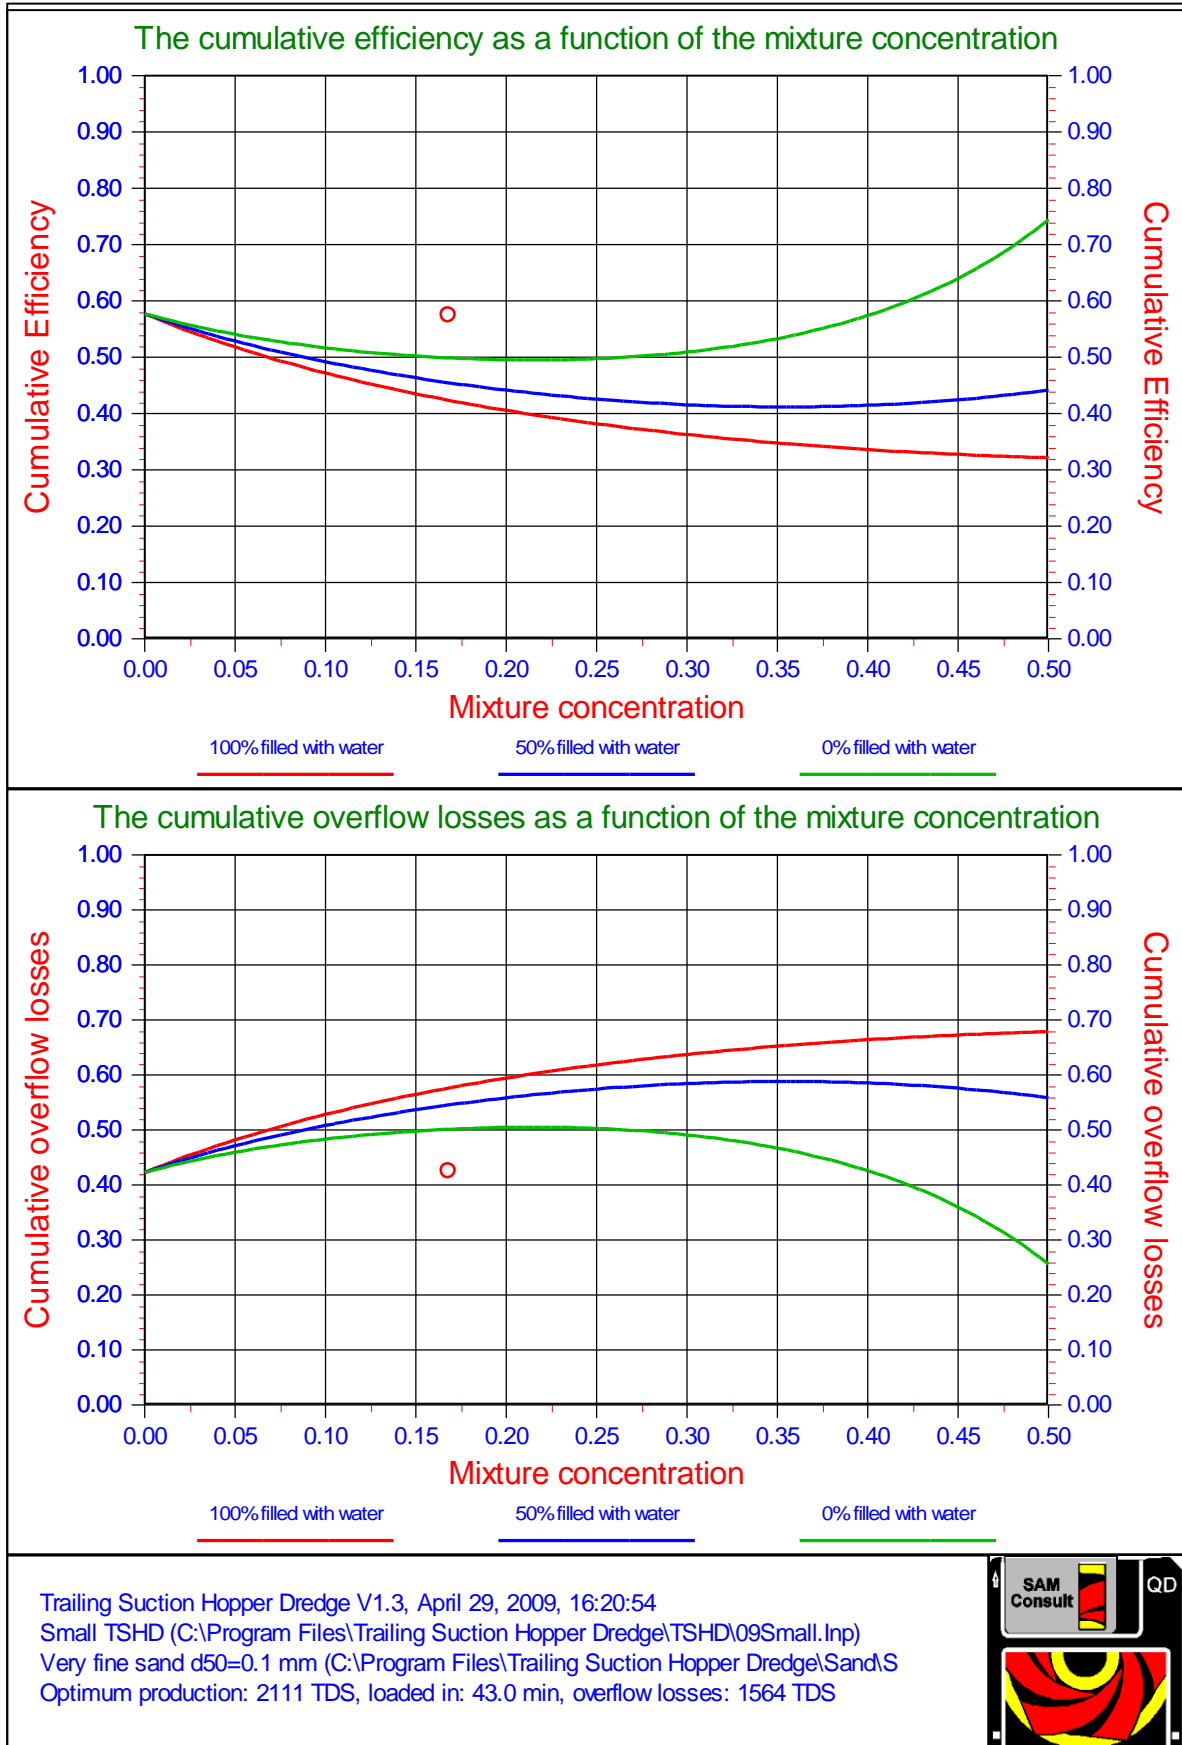 The cumulative efficiency as a function of the mixture concentration
1.00 1.00
0.90 0.90
0.80 0.80
0.70 0.70
0.60 0.60
0.50 0.50
0.40 0.40
0.30 0.30
0.20 0.20
0.10 0.10
0.00 0.00
Cumulative Efficiency
Cumulative Efficiency
0.00 0.05 0.10 0.15 0.20 0.25 0.30 0.35 0.40 0.45 0.50
Mixture concentration
100% filled with water 50% filled with water 0% filled with water
The cumulative overflow losses as a function of the mixture concentration
1.00 1.00
0.90 0.90
0.80 0.80
0.70 0.70
0.60 0.60
0.50 0.50
0.40 0.40
0.30 0.30
0.20 0.20
0.10 0.10
0.00 0.00
Cumulative overflow losses
Cumulative overflow losses
0.00 0.05 0.10 0.15 0.20 0.25 0.30 0.35 0.40 0.45 0.50
Mixture concentration
100% filled with water 50% filled with water 0% filled with water
Trailing Suction Hopper Dredge V1.3, April 29, 2009, 16:20:54
Small TSHD (C:\Program Files\Trailing Suction Hopper Dredge\TSHD\09Small.Inp)
Very fine sand d50=0.1 mm (C:\Program Files\Trailing Suction Hopper Dredge\Sand\S
Optimum production: 2111 TDS, loaded in: 43.0 min, overflow losses: 1564 TDS
SAM
Consult
QD